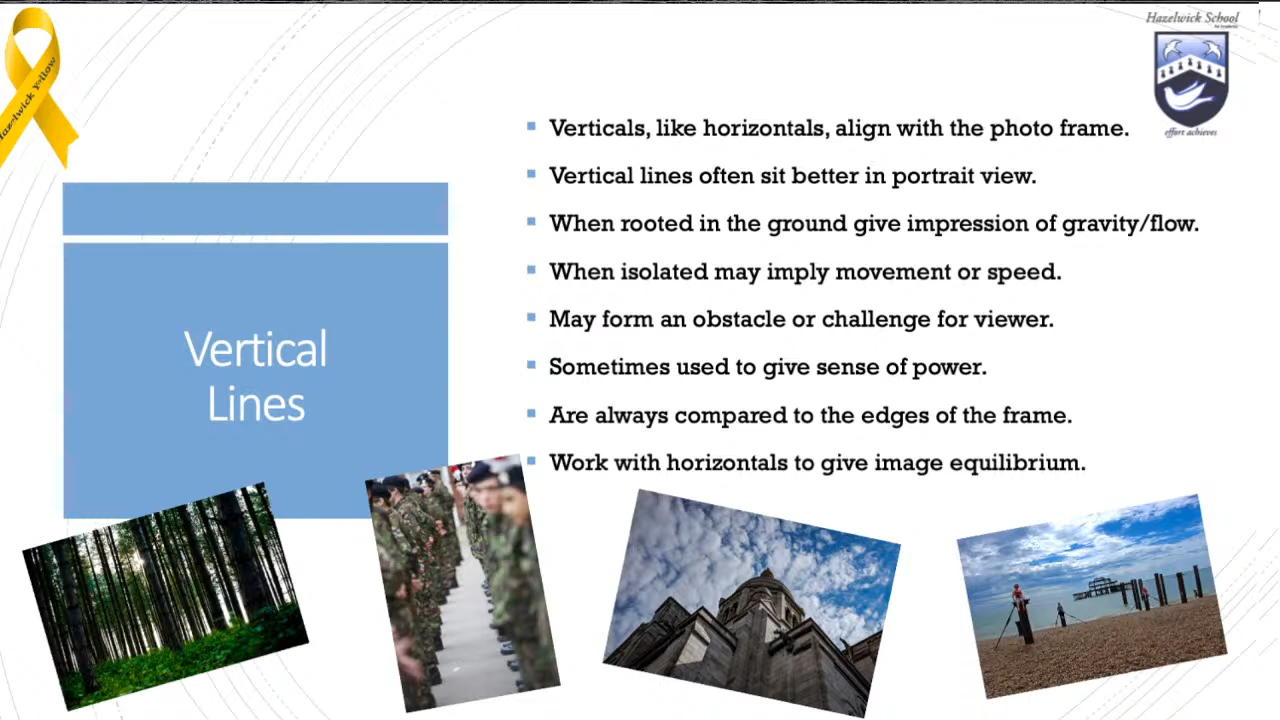 Hazelwick School
Hazelwick Yellow
effort achieves
Vertical
Lines
Verticals, like horizontals, align with the photo frame.
Vertical lines often sit better in portrait view.
When rooted in the ground give impression of gravity/flow.
When isolated may imply movement or speed.
May form an obstacle or challenge for viewer.
Sometimes used to give sense of power.
Are always compared to the edges of the frame.
Work with horizontals to give image equilibrium.